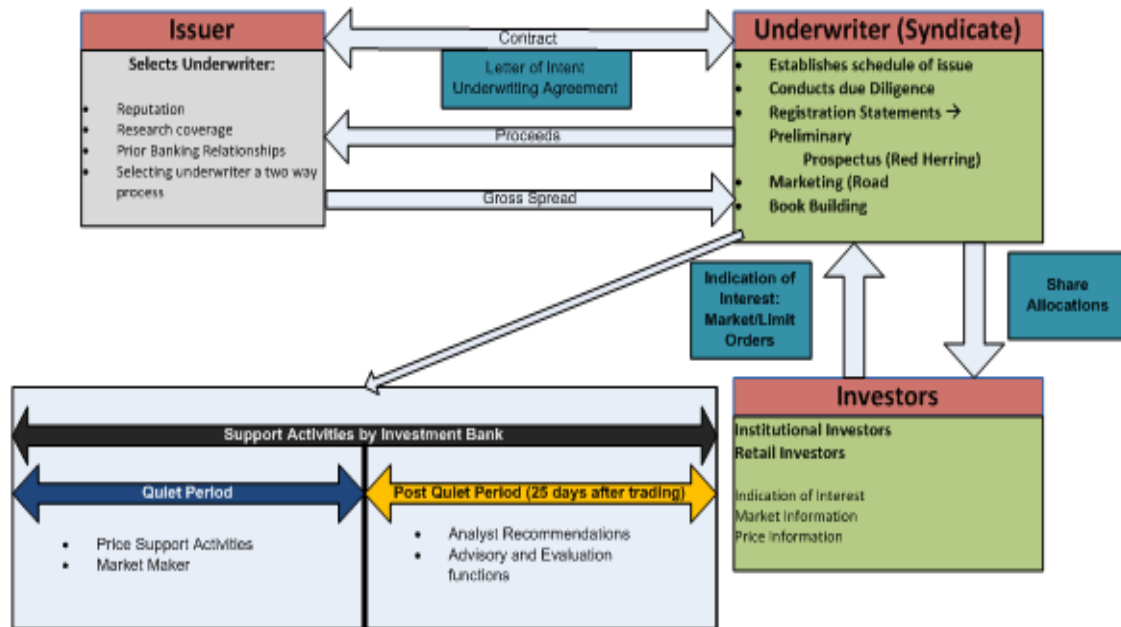 Issuer
Selects Underwriter:
• Reputation
• Research coverage
• Prior Banking Relationships
• Selecting underwriter a two way
process
Contract
Letter of Intent
Underwriting Agreement
Proceeds
Gross Spread
Underwriter (Syndicate)
• Establishes schedule of issue
• Conducts due Diligence
• Registration Statements →
• Preliminary
Prospectus (Red Herring)
• Marketing (Road
• Book Building
Indication of
Interest:
Market/Limit
Orders
Share
Allocations
Investors
Institutional Investors
Retail Investors
Indication of Interest
Market Information
Price Information
Support Activities by Investment Bank
Quiet Period
Post Quiet Period (25 days after trading)
• Price Support Activities
• Market Maker
• Analyst Recommendations
• Advisory and Evaluation
functions